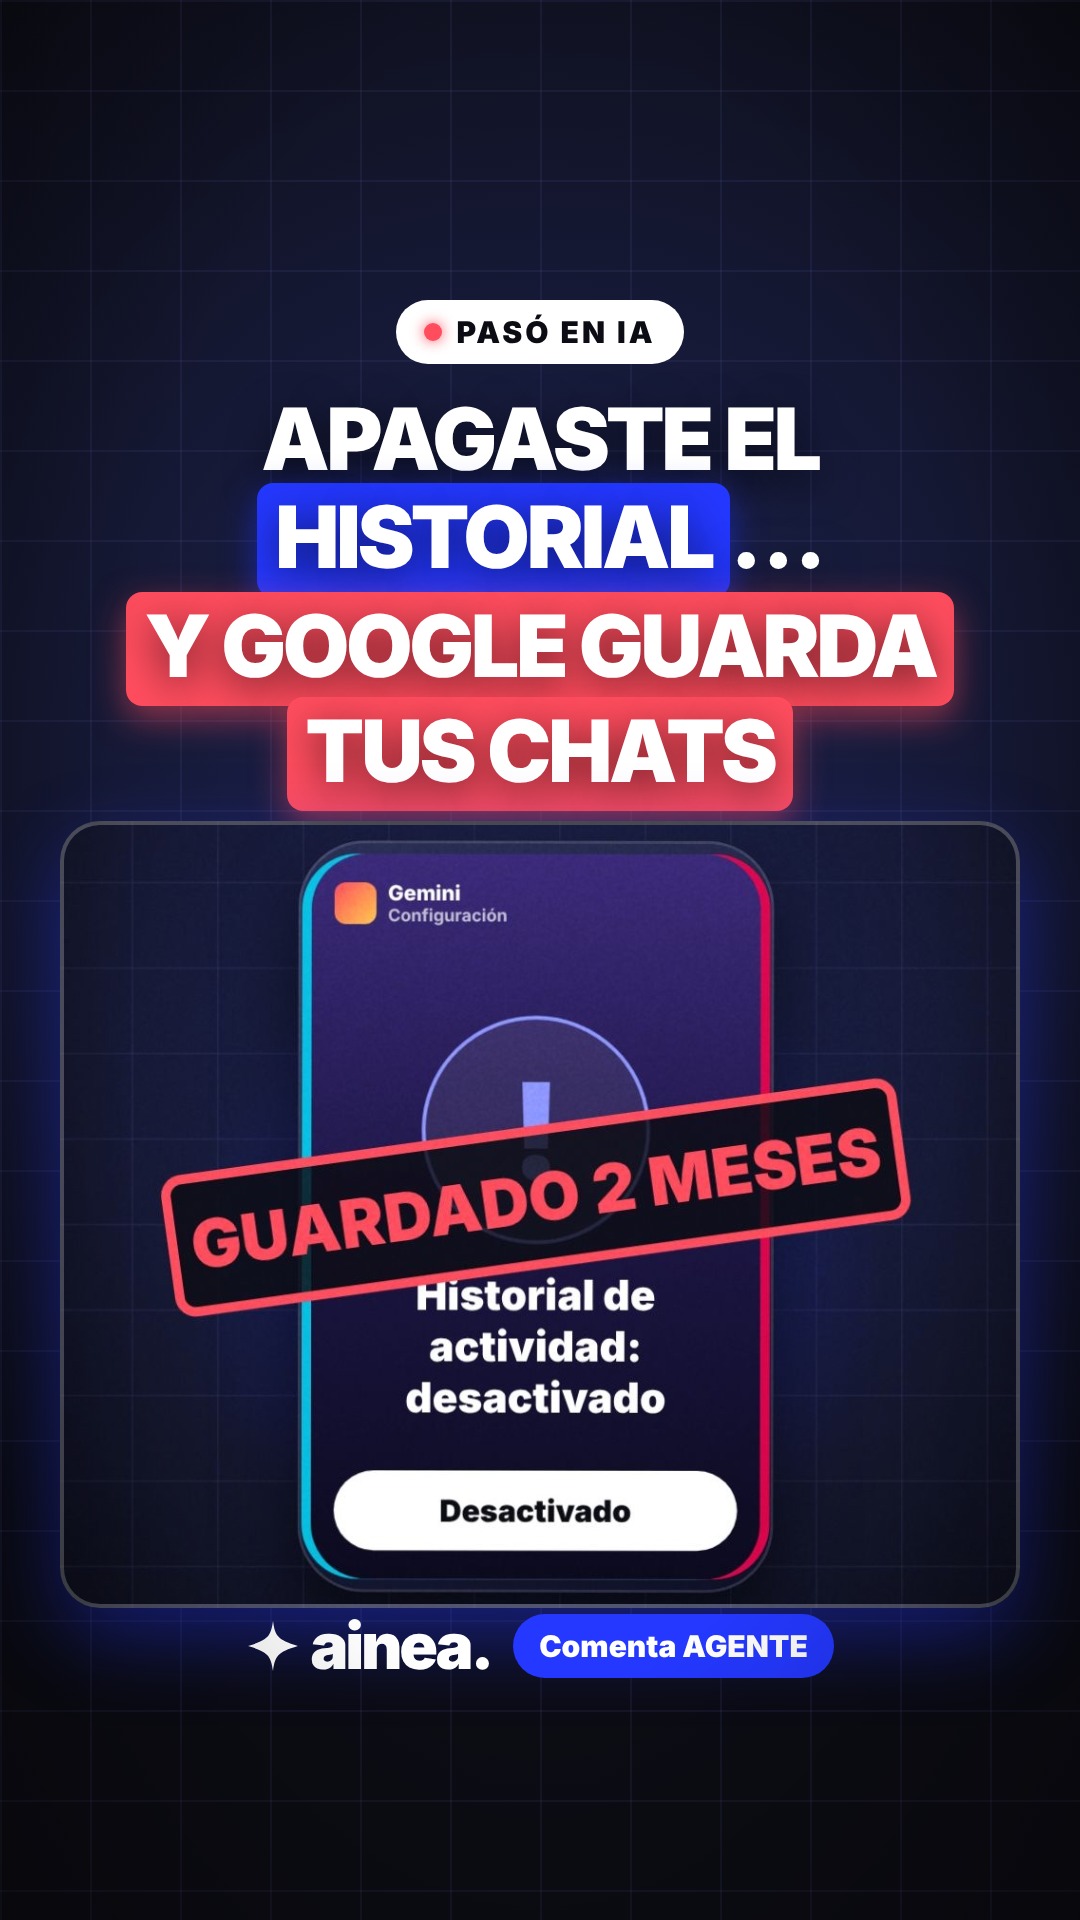 PASÓ EN IA
APAGASTE EL
HISTORIAL ...
Y GOOGLE GUARDA
TUS CHATS
Gemini
Configuración
!
GUARDADO 2 MESES
Historial de
actividad:
desactivado
Desactivado
ainea.
Comenta AGENTE